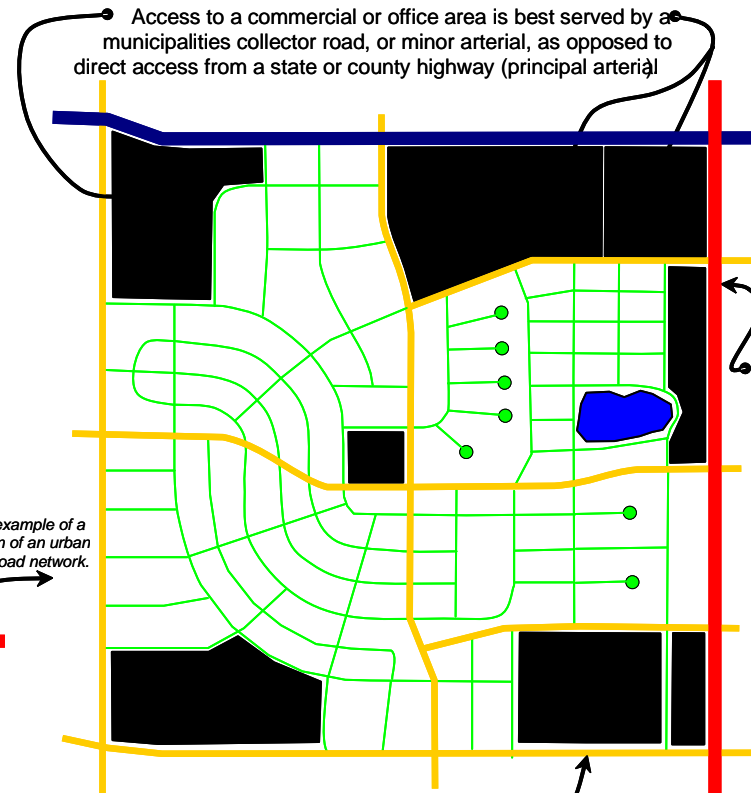 Access to a commercial or office area is best served by a
municipalities collector road, or minor arterial, as opposed to
direct access from a state or county highway (principal arterial).
example of a
of an urban
road network.